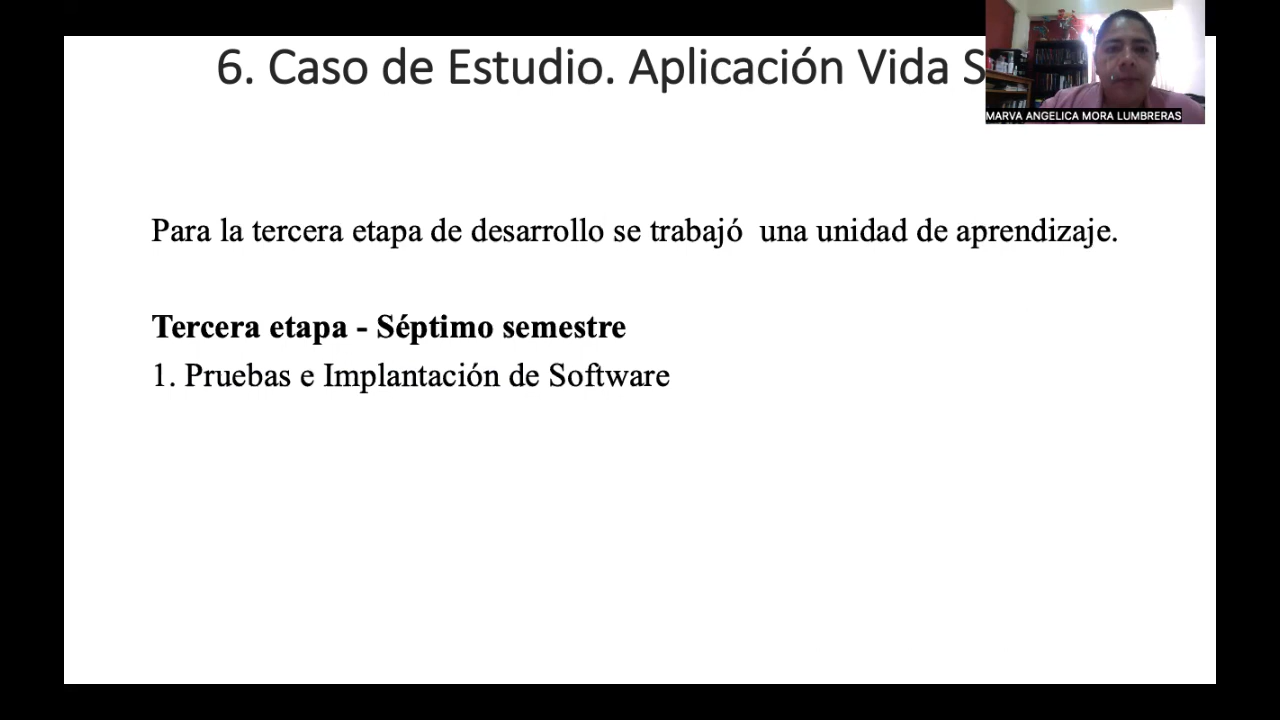 6. Caso de Estudio. Aplicación Vida
MARVA ANGELICA MORA LUMBRERAS
Para la tercera etapa de desarrollo se trabajó una unidad de aprendizaje.
Tercera etapa - Séptimo semestre
1. Pruebas e Implantación de Software